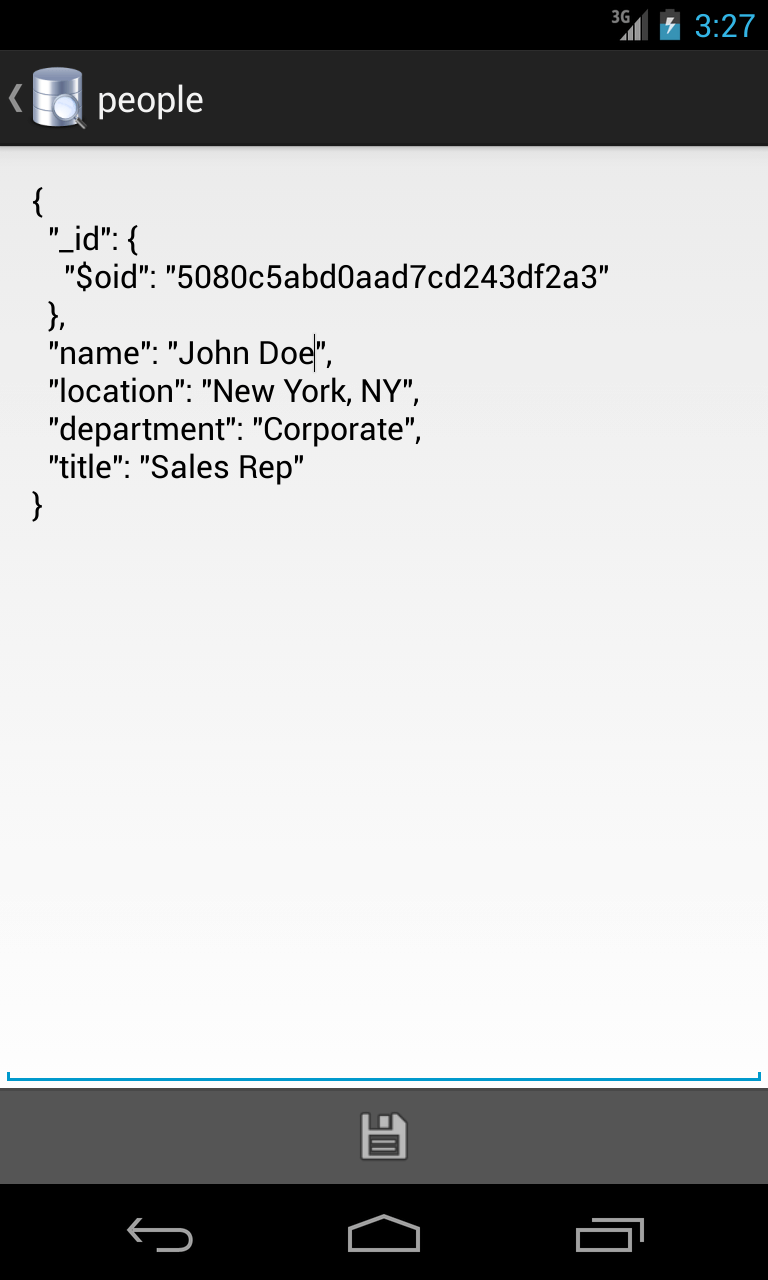 3G 3:27
people
{
  "_id": {
    "$oid": "5080c5abd0aad7cd243df2a3"
  },
  "name": "John Doe",
  "location": "New York, NY",
  "department": "Corporate",
  "title": "Sales Rep"
}